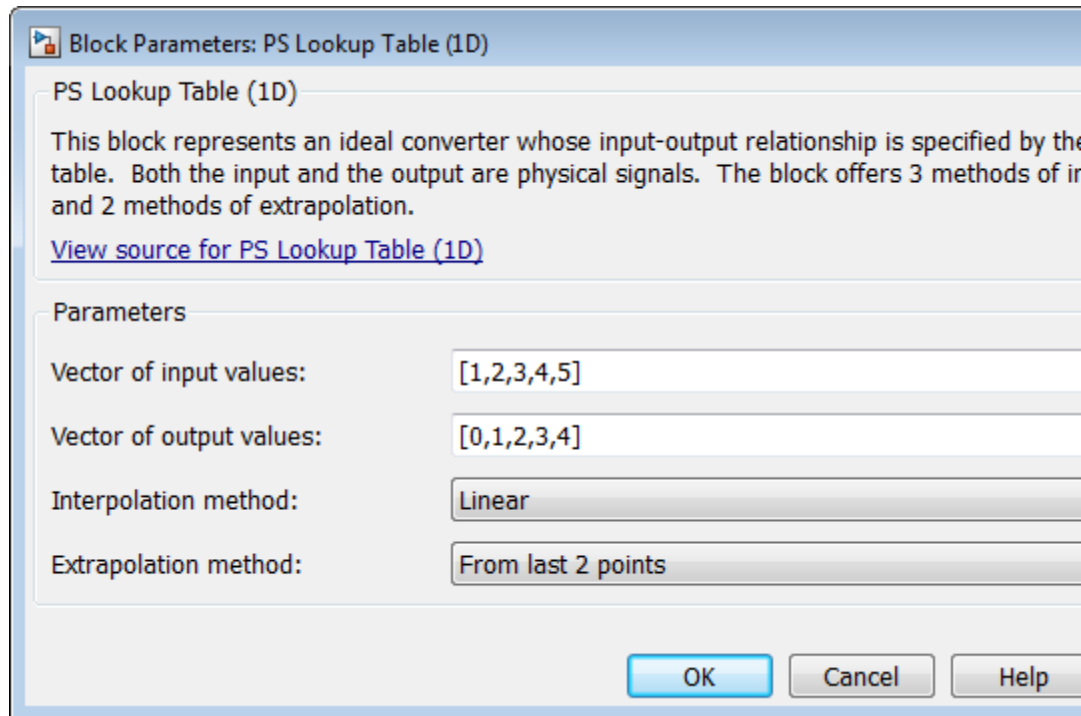 Block Parameters: PS Lookup Table (1D)
PS Lookup Table (1D)
This block represents an ideal converter whose input-output relationship is specified by the
table. Both the input and the output are physical signals. The block offers 3 methods of
and 2 methods of extrapolation.
View source for PS Lookup Table (1D)
Parameters
Vector of input values: [1,2,3,4,5]
Vector of output values: [0,1,2,3,4]
Interpolation method: Linear
Extrapolation method: From last 2 points
OK Cancel Help